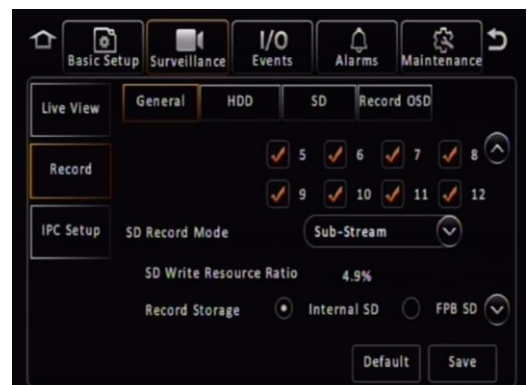 Basic Setup Surveillance I/O Events Alarms Maintenance
General HDD SD Record OSD
Live View
Record
IPC Setup
5 6 7 8
9 10 11 12
SD Record Mode Sub-Stream
SD Write Resource Ratio 4.9%
Record Storage Internal SD FPB SD
Default Save